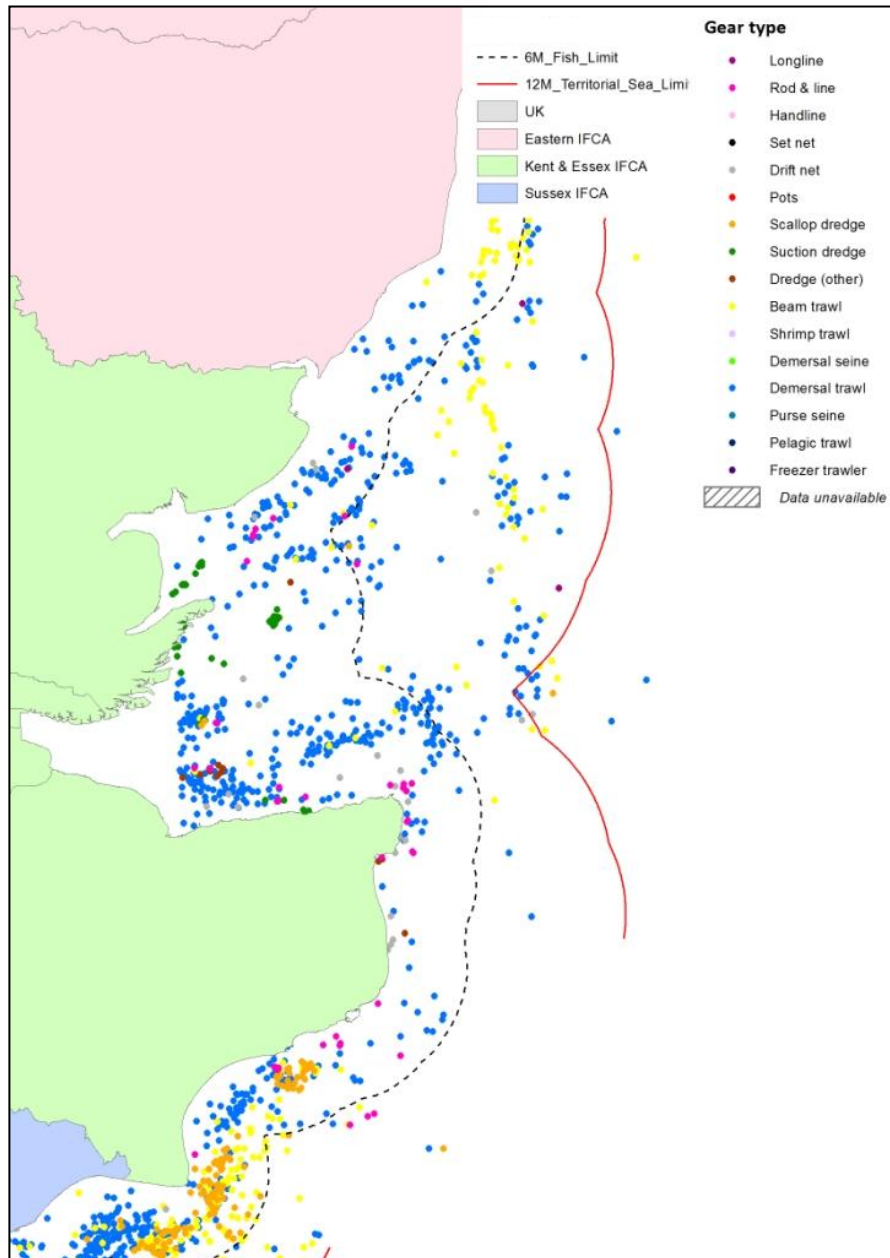 6M_Fish_Limit
12M_Territorial_Sea_Limi
UK
Eastern IFCA
Kent & Essex IFCA
Sussex IFCA
Gear type
Longline
Rod & line
Handline
Set net
Drift net
Pots
Scallop dredge
Suction dredge
Dredge (other)
Beam trawl
Shrimp trawl
Demersal seine
Demersal trawl
Purse seine
Pelagic trawl
Freezer trawler
Data unavailable